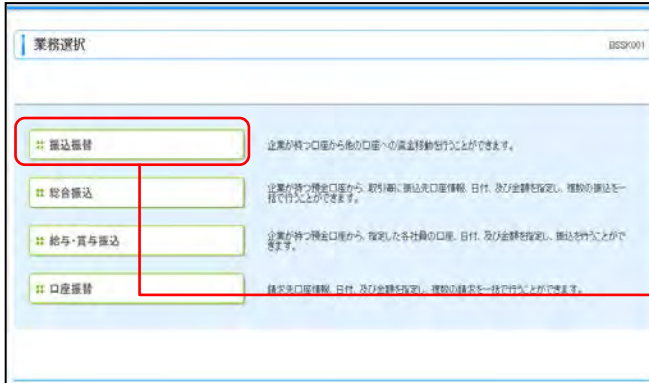 業務選択
BSSK001
振込振替
企業が持つ口座から他の口座への資金移動を行うことができます。
総合振込
企業が持つ預金口座から、取引毎に振込先口座情報、日付、及び金額を指定し、複数の振込を一
括で行うことができます。
給与・賞与振込
企業が持つ預金口座から、指定した各社員の口座、日付、及び金額を指定し、振込を行うことがで
きます。
口座振替
請求先口座情報、日付、及び金額を指定し、複数の請求を一括で行うことができます。